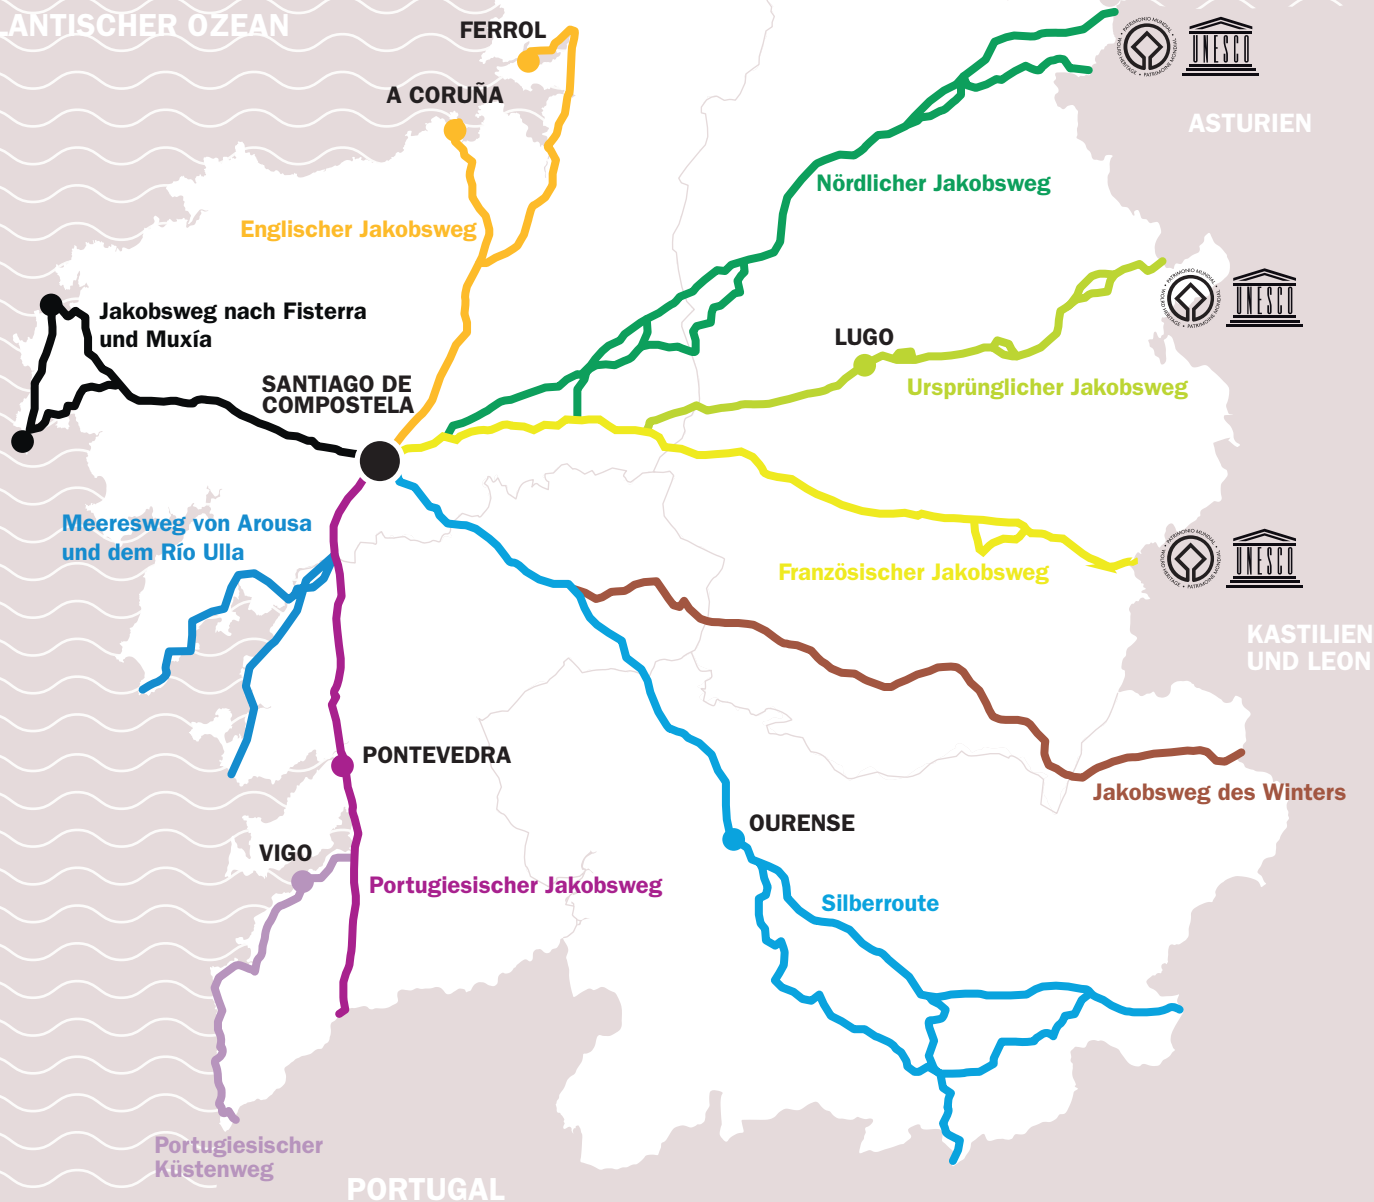 LANTISCHER OZEAN
FERROL
A CORUÑA
UNESCO
ASTURIEN
Nördlicher Jakobsweg
Englischer Jakobsweg
UNESCO
Jakobsweg nach Fisterra
und Muxía
LUGO
SANTIAGO DE
COMPOSTELA
Ursprünglicher Jakobsweg
Meeresweg von Arousa
und dem Río Ulla
UNESCO
Französischer Jakobsweg
KASTILIEN
UND LEON
PONTEVEDRA
Jakobsweg des Winters
OURENSE
VIGO
Portugiesischer Jakobsweg
Silberroute
Portugiesischer
Küstenweg
PORTUGAL